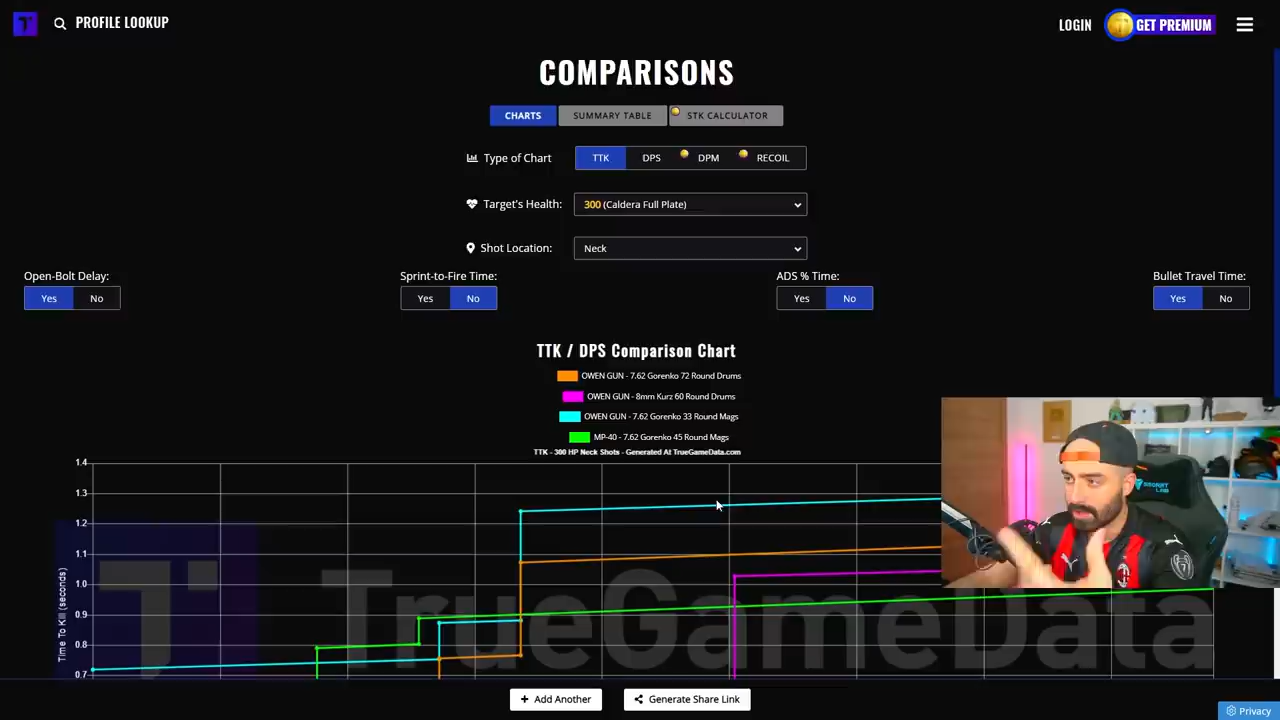 PROFILE LOOKUP
LOGIN
GET PREMIUM
COMPARISONS
CHARTS
SUMMARY TABLE
STK CALCULATOR
Type of Chart
TTK
DPS
DPM
RECOIL
Target's Health:
300 (Caldera Full Plate)
Shot Location:
Neck
Open-Bolt Delay:
Sprint-to-Fire Time:
ADS % Time:
Bullet Travel Time:
Yes
No
Yes
No
Yes
No
Yes
No
TTK / DPS Comparison Chart
OWEN GUN - 7.62 Gorenko 72 Round Drums
OWEN GUN - 8mm Kurz 60 Round Drums
OWEN GUN - 7.62 Gorenko 33 Round Mags
MP-40 - 7.62 Gorenko 45 Round Mags
TTK - 300 HP Neck Shots - Generated At TrueGameData.com
1.4
1.3
1.2
1.1
1.0
0.9
0.8
0.7
Time To Kill (seconds)
TrueGameData
Add Another
Generate Share Link
Privacy